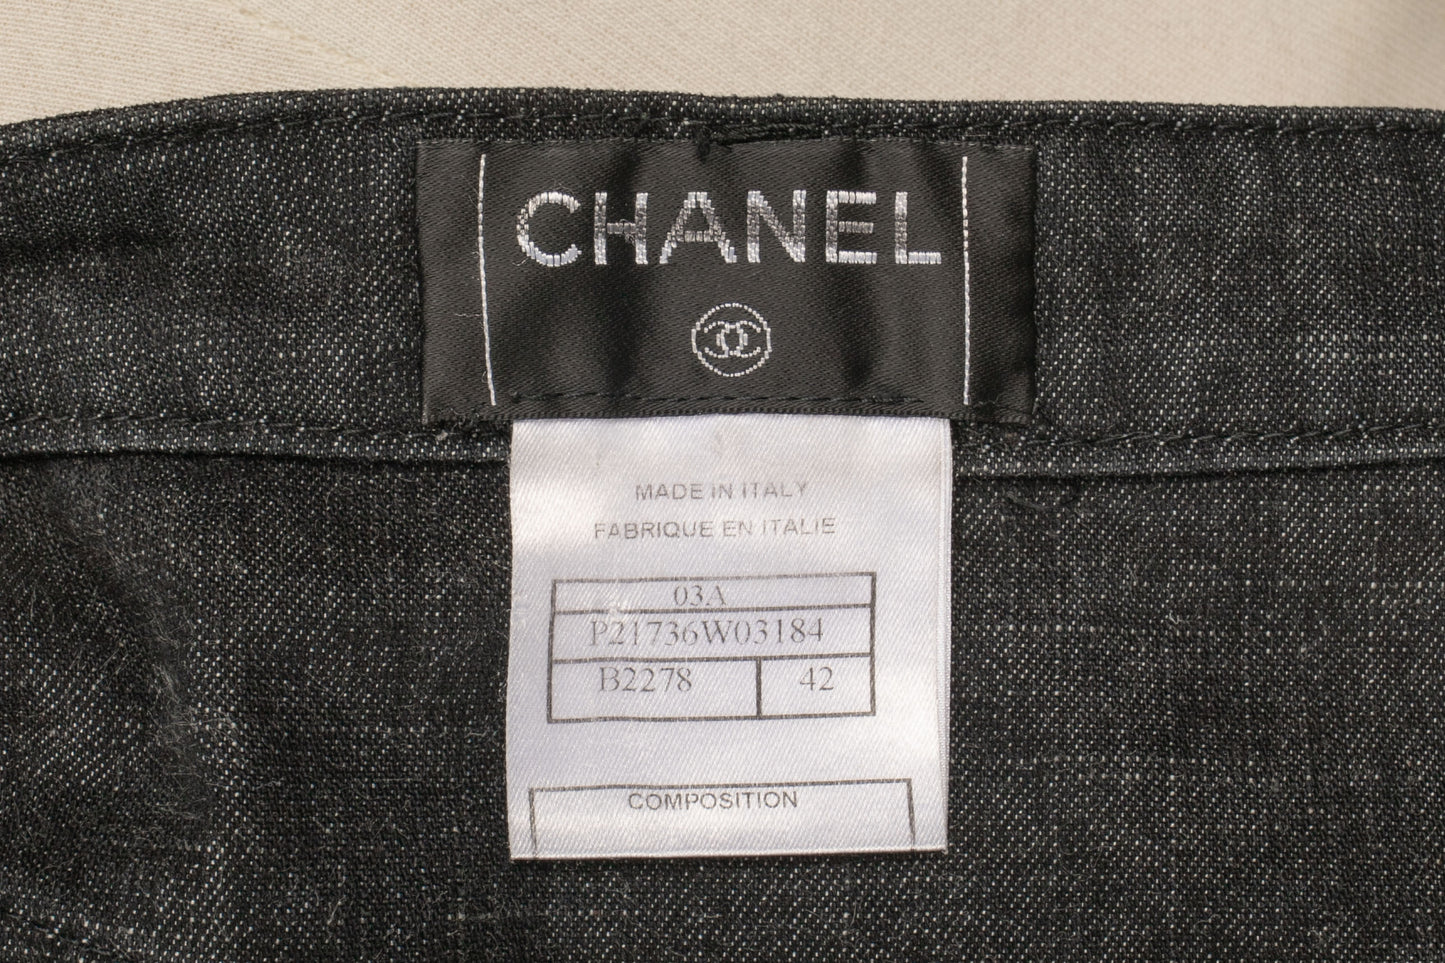 CHANEL
MADE IN ITALY
FABRIQUE EN ITALIE
03A
P21736W03184
B2278 42
COMPOSITION